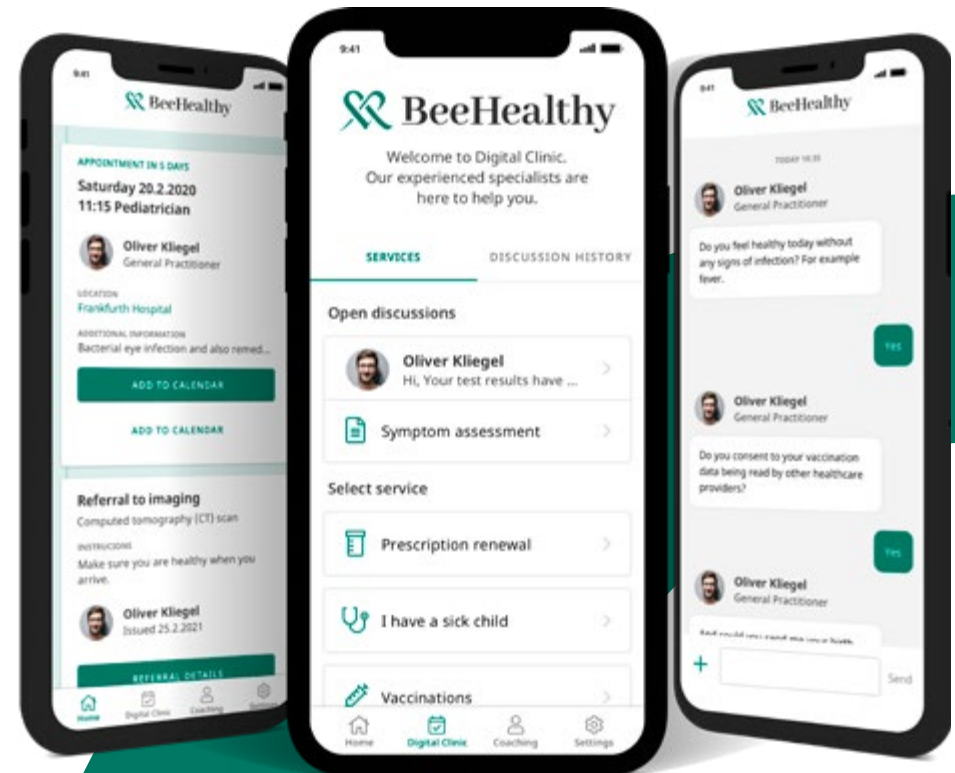 9:41
BeeHealthy
APPOINTMENT IN 5 DAYS
Saturday 20.2.2020
11:15 Pediatrician
Oliver Kliegel
General Practitioner
LOCATION
Frankfurth Hospital
ADDITIONAL INFORMATION
Bacterial eye infection and also remed...
ADD TO CALENDAR
ADD TO CALENDAR
Referral to imaging
Computed tomography (CT) scan
INSTRUCIONS
Make sure you are healthy when you
arrive.
Oliver Kliegel
Issued 25.2.2021
REFERRAL DETAILS
Home
Digital Clinic
Coaching
Settings
9:41
BeeHealthy
Welcome to Digital Clinic.
Our experienced specialists are
here to help you.
SERVICES
DISCUSSION HISTORY
Open discussions
Oliver Kliegel
Hi, Your test results have ...
Symptom assessment
Select service
Prescription renewal
I have a sick child
Vaccinations
Home
Digital Clinic
Coaching
Settings
9:41
BeeHealthy
TODAY 10:35
Oliver Kliegel
General Practitioner
Do you feel healthy today without
any signs of infection? For example
fever.
Yes
Oliver Kliegel
General Practitioner
Do you consent to your vaccination
data being read by other healthcare
providers?
Yes
Oliver Kliegel
General Practitioner
And could you send me your birth
Send